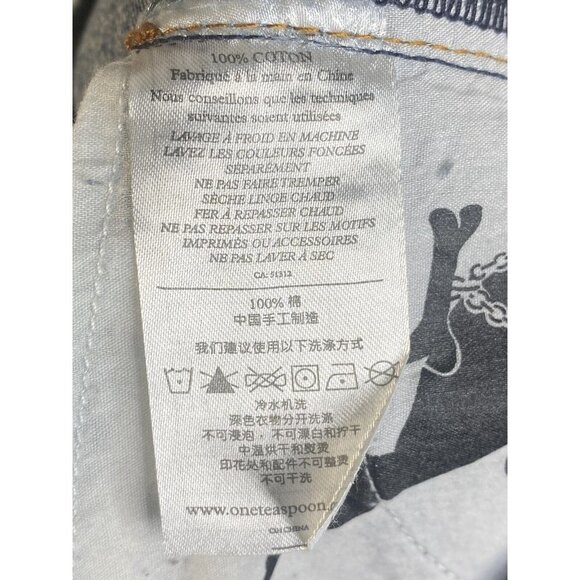 100% COTON
Fabriqué à la main en Chine
Nous conseillons que les techniques
suivantes soient utilisées
LAVAGE À FROID EN MACHINE
LAVEZ LES COULEURS FONCÉES
SÉPARÉMENT
NE PAS FAIRE TREMPER
SÈCHE LINGE CHAUD
FER À REPASSER CHAUD
NE PAS REPASSER SUR LES MOTIFS
IMPRIMÉS OU ACCESSOIRES
NE PAS LAVER À SEC
CA: 51312
100% 棉
中国手工制造
我们建议使用以下洗涤方式
冷水机洗
深色衣物分开洗涤
不可浸泡，不可漂白和拧干
中温烘干和熨烫
印花处和配件不可整烫
不可干洗
www.oneteaspoon.c
CHINA